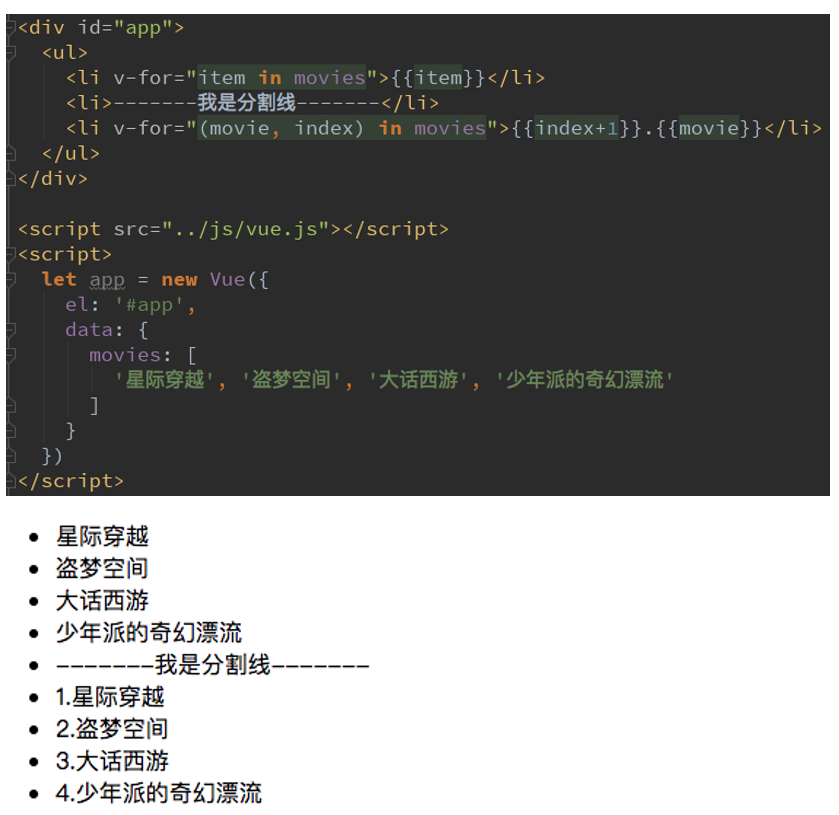 <div id="app">
  <ul>
    <li v-for="item in movies">{{item}}</li>
    <li>-------我是分割线-------</li>
    <li v-for="(movie, index) in movies">{{index+1}}.{{movie}}</li>
  </ul>
</div>

<script src="../js/vue.js"></script>
<script>
  let app = new Vue({
    el: '#app',
    data: {
      movies: [
        '星际穿越', '盗梦空间', '大话西游', '少年派的奇幻漂流'
      ]
    }
  })
</script>
• 星际穿越
• 盗梦空间
• 大话西游
• 少年派的奇幻漂流
• -------我是分割线-------
• 1.星际穿越
• 2.盗梦空间
• 3.大话西游
• 4.少年派的奇幻漂流